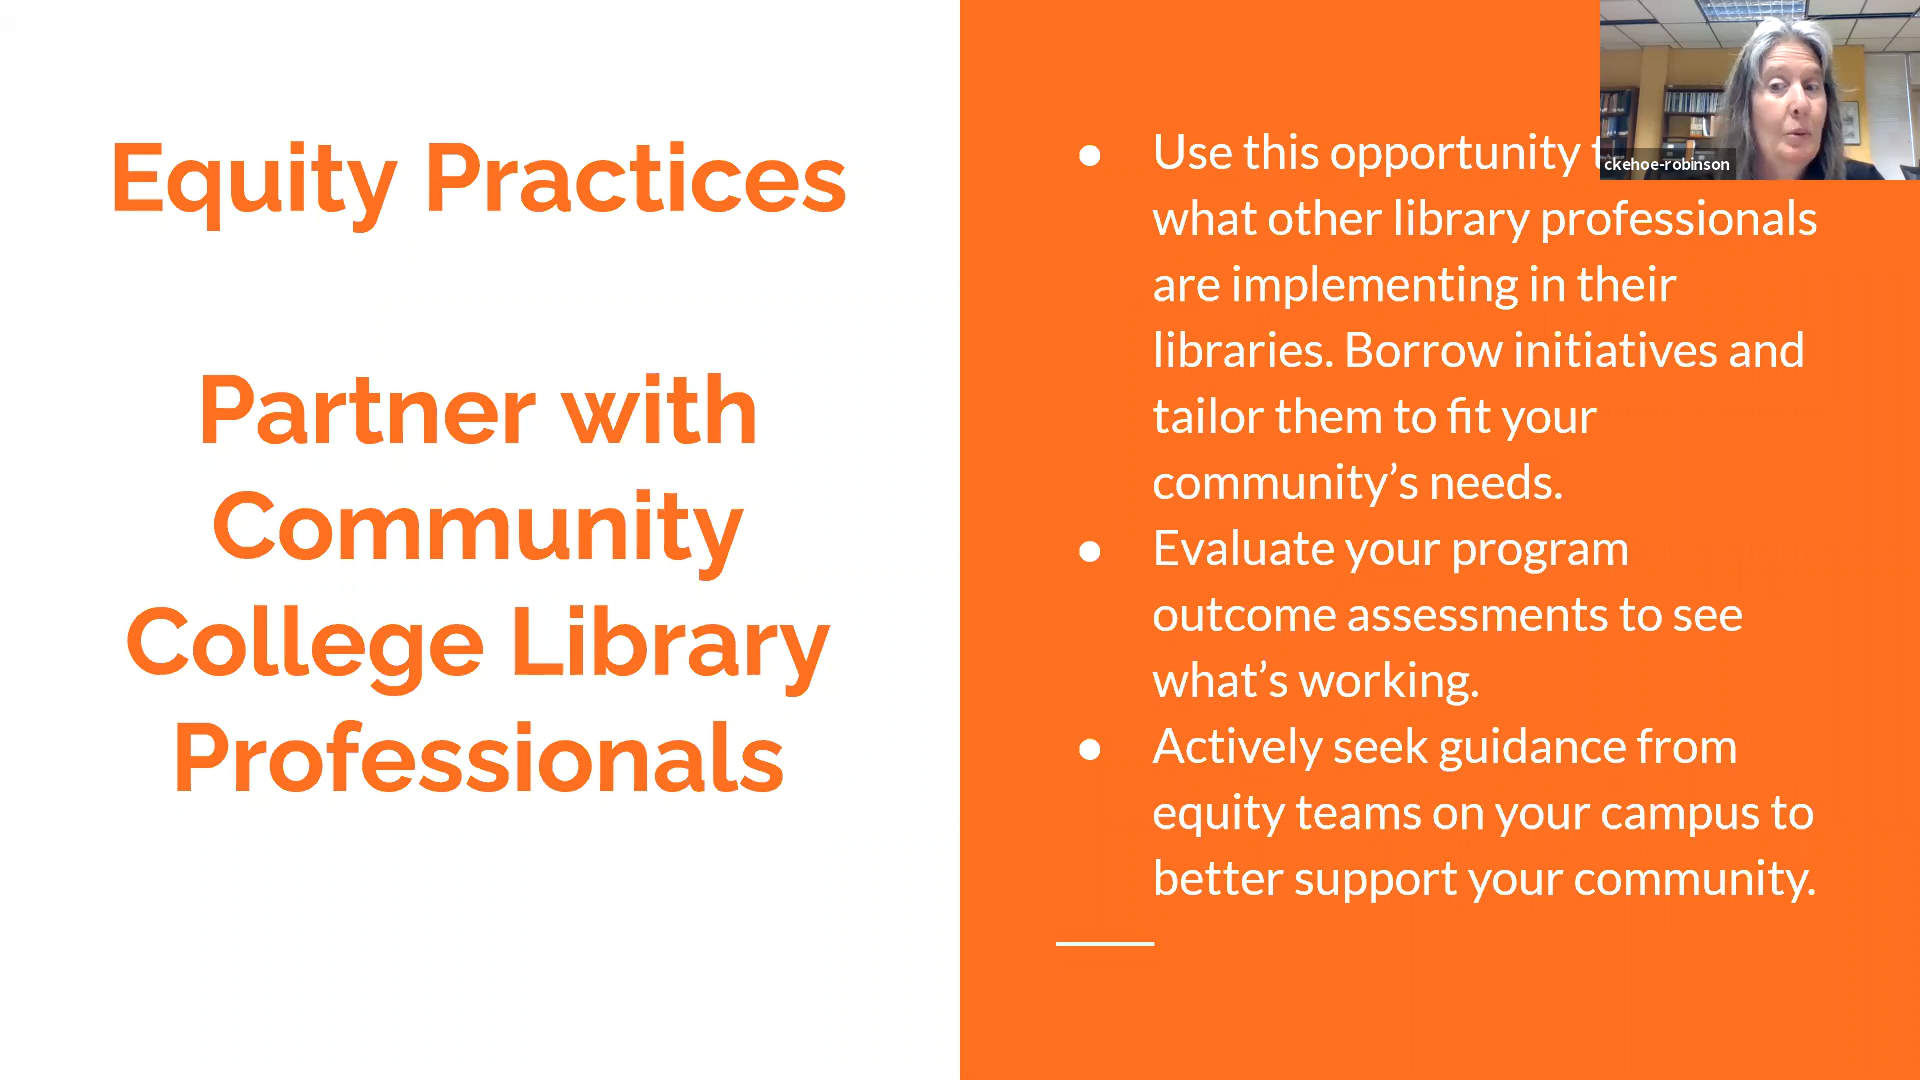 Equity Practices
Partner with
Community
College Library
Professionals
● Use this opportunity
what other library professionals
are implementing in their
libraries. Borrow initiatives and
tailor them to fit your
community’s needs.
● Evaluate your program
outcome assessments to see
what’s working.
● Actively seek guidance from
equity teams on your campus to
better support your community.
ckehoe-robinson